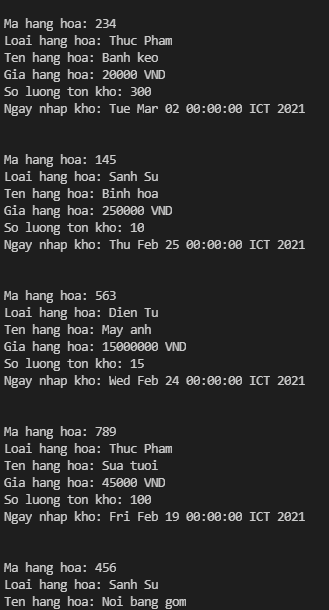 Ma hang hoa: 234
Loai hang hoa: Thuc Pham
Ten hang hoa: Banh keo
Gia hang hoa: 20000 VND
So luong ton kho: 300
Ngay nhap kho: Tue Mar 02 00:00:00 ICT 2021
Ma hang hoa: 145
Loai hang hoa: Sanh Su
Ten hang hoa: Binh hoa
Gia hang hoa: 250000 VND
So luong ton kho: 10
Ngay nhap kho: Thu Feb 25 00:00:00 ICT 2021
Ma hang hoa: 563
Loai hang hoa: Dien Tu
Ten hang hoa: May anh
Gia hang hoa: 15000000 VND
So luong ton kho: 15
Ngay nhap kho: Wed Feb 24 00:00:00 ICT 2021
Ma hang hoa: 789
Loai hang hoa: Thuc Pham
Ten hang hoa: Sua tuoi
Gia hang hoa: 45000 VND
So luong ton kho: 100
Ngay nhap kho: Fri Feb 19 00:00:00 ICT 2021
Ma hang hoa: 456
Loai hang hoa: Sanh Su
Ten hang hoa: Noi bang gom